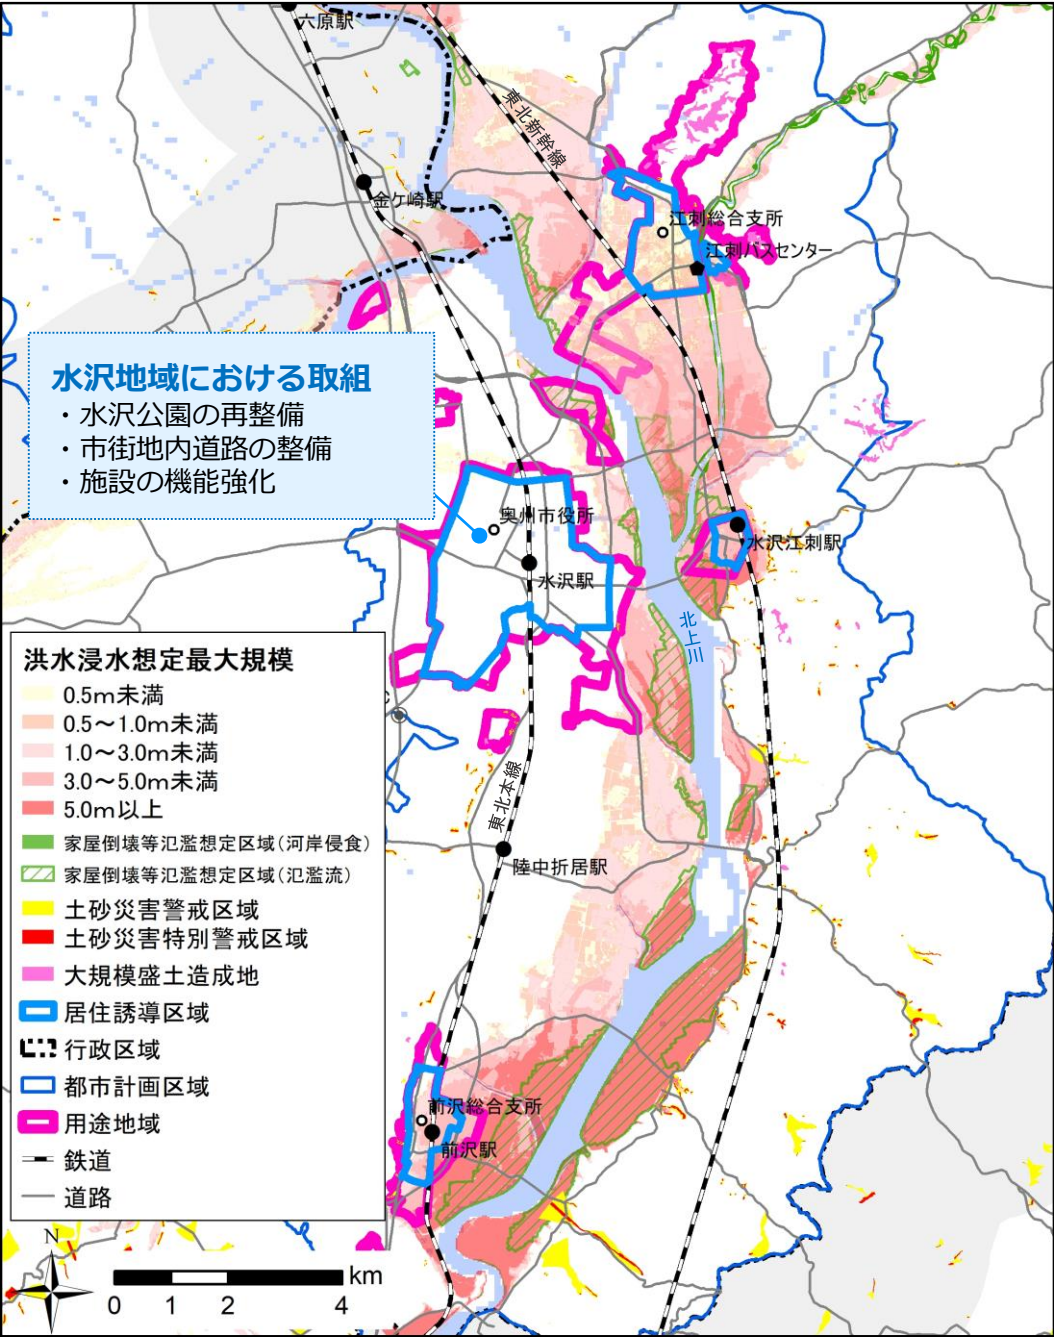 六原駅
東北新幹線
金ケ崎駅
江刺総合支所
江刺バスセンター
水沢地域における取組
・水沢公園の再整備
・市街地内道路の整備
・施設の機能強化
奥州市役所
水沢江刺駅
水沢駅
北上川
洪水浸水想定最大規模
0.5m未満
0.5～1.0m未満
1.0～3.0m未満
3.0～5.0m未満
5.0m以上
家屋倒壊等氾濫想定区域(河岸侵食)
家屋倒壊等氾濫想定区域(氾濫流)
土砂災害警戒区域
土砂災害特別警戒区域
大規模盛土造成地
居住誘導区域
行政区域
都市計画区域
用途地域
鉄道
道路
東北本線
陸中折居駅
前沢総合支所
前沢駅
N
km
0 1 2 4